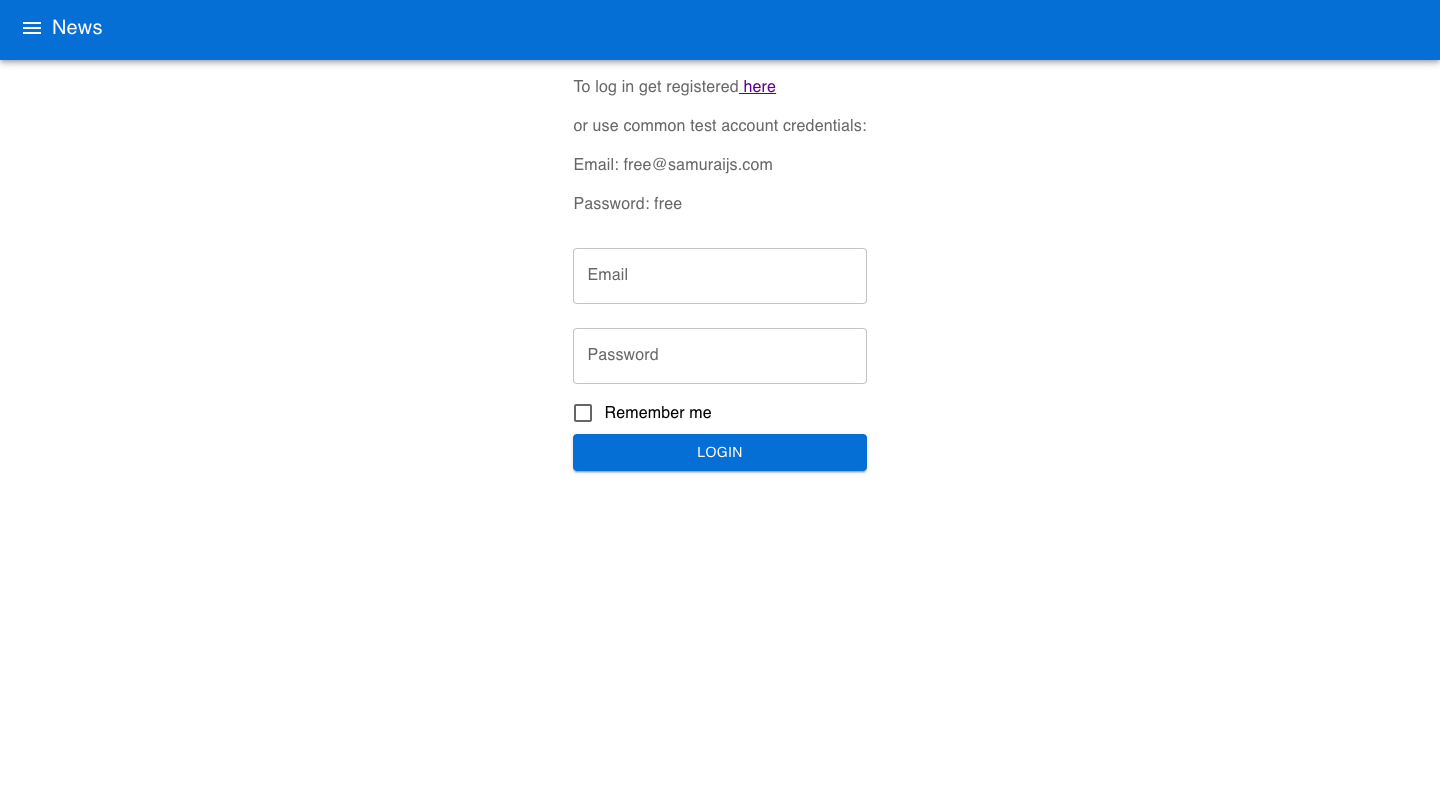 News
To log in get registered here
or use common test account credentials:
Email: free@samuraijs.com
Password: free
Email
Password
Remember me
LOGIN